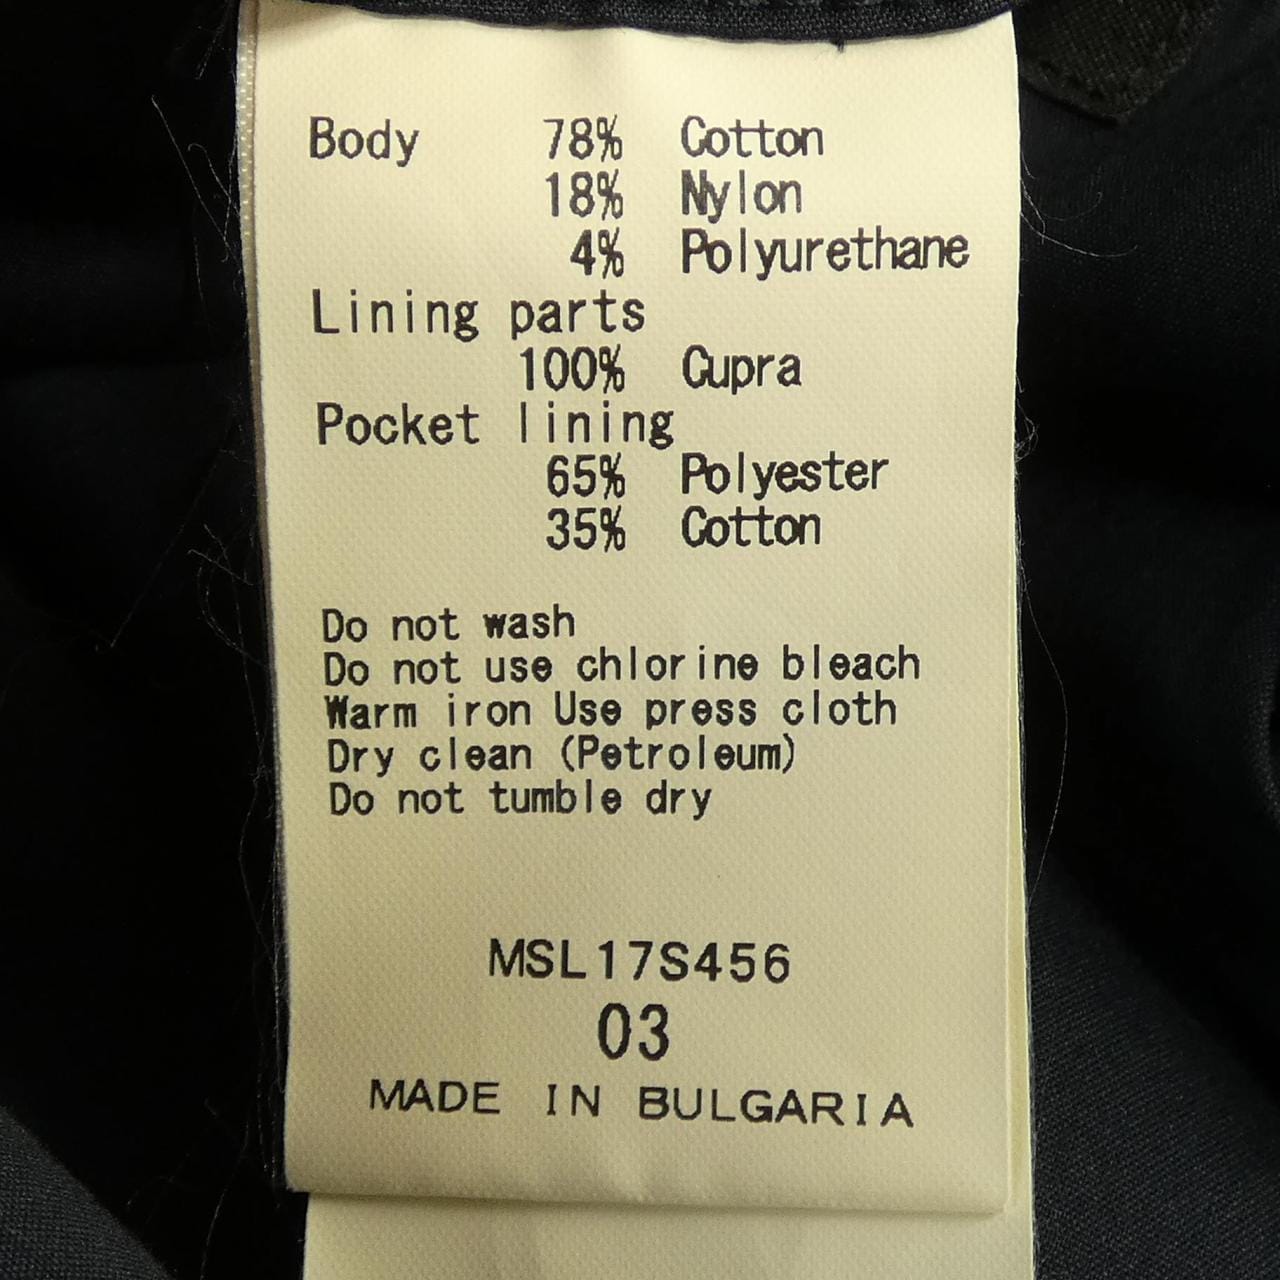 Body 78% Cotton
18% Nylon
4% Polyurethane
Lining parts
100% Cupra
Pocket lining
65% Polyester
35% Cotton
Do not wash
Do not use chlorine bleach
Warm iron Use press cloth
Dry clean (Petroleum)
Do not tumble dry
MSL17S456
03
MADE IN BULGARIA